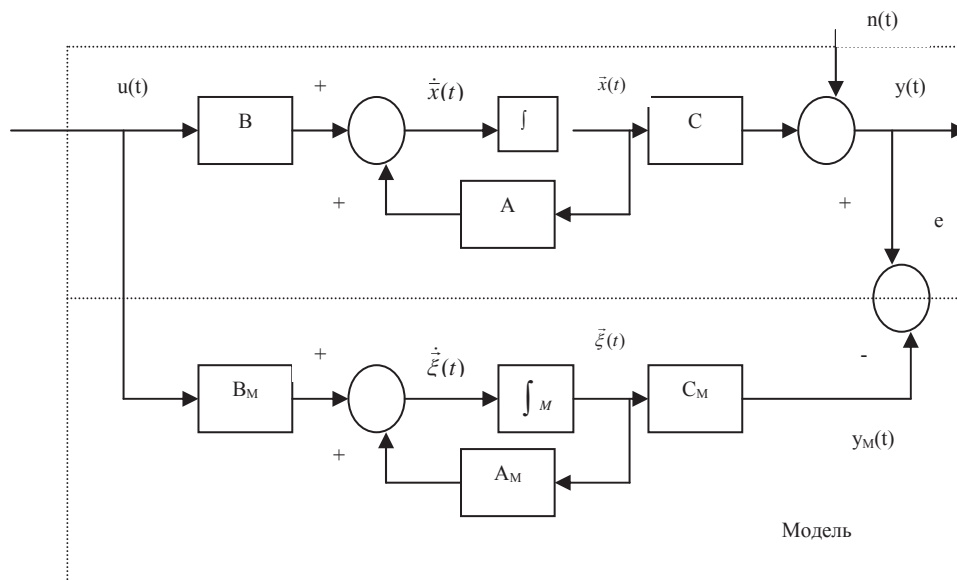 n(t)
u(t) + ẋ⃗(t) x⃗(t) y(t)
B ∫ C
+ A + e
+ ξ̇⃗(t) ξ⃗(t) -
B_M ∫_M C_M
+ A_M y_M(t)
Модель